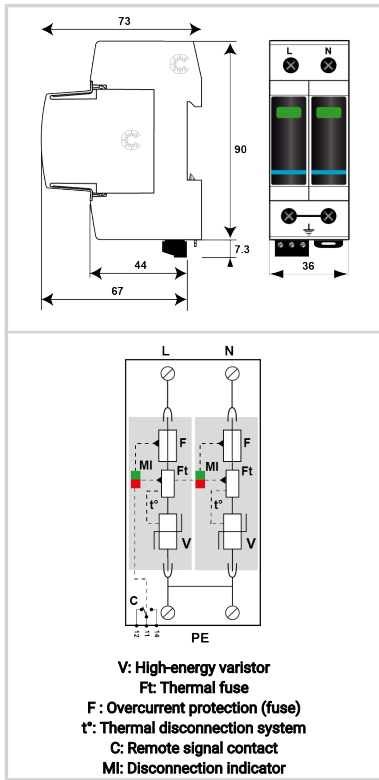 73
L N
90
7.3
44
36
67
L N
F F
MI MI
Ft Ft
t° t°
V V
C
12 11 14
PE
V: High-energy varistor
Ft: Thermal fuse
F : Overcurrent protection (fuse)
t°: Thermal disconnection system
C: Remote signal contact
MI: Disconnection indicator